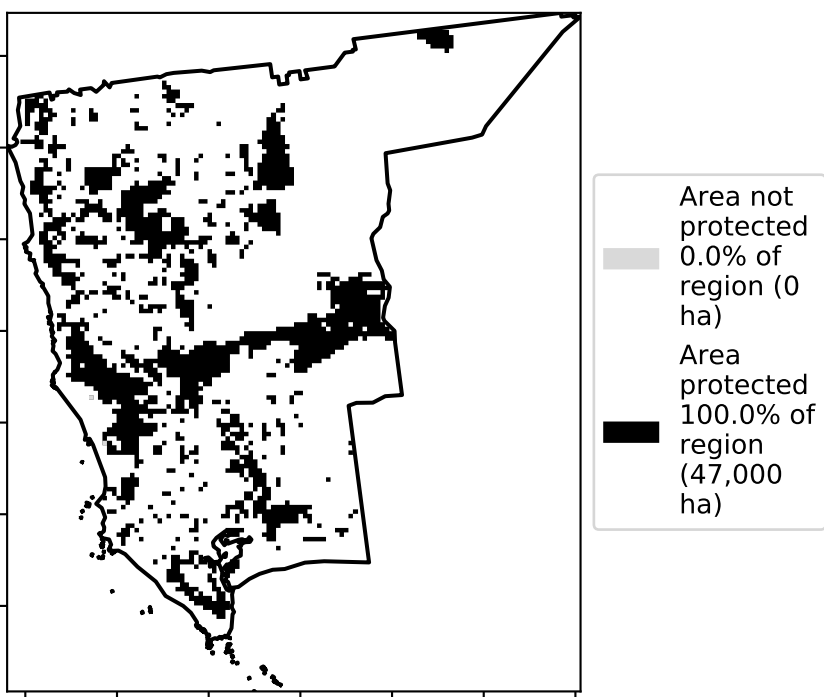 Area not
protected
0.0% of
region (0
ha)
Area
protected
100.0% of
region
(47,000
ha)